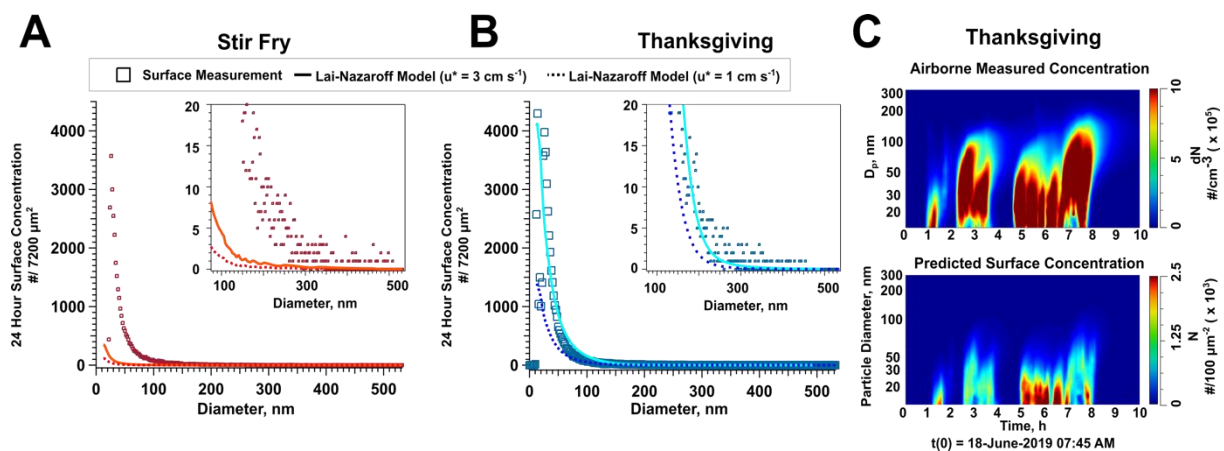 A
Stir Fry
B
Thanksgiving
C
Thanksgiving
Surface Measurement
Lai-Nazaroff Model (u* = 3 cm s⁻¹)
Lai-Nazaroff Model (u* = 1 cm s⁻¹)
24 Hour Surface Concentration
#/ 7200 µm²
4000
3000
2000
1000
0
0
100
200
300
400
500
Diameter, nm
20
15
10
5
0
100
200
300
400
500
Diameter, nm
24 Hour Surface Concentration
#/ 7200 µm²
4000
3000
2000
1000
0
0
100
200
300
400
500
Diameter, nm
20
15
10
5
0
100
200
300
400
500
Diameter, nm
Airborne Measured Concentration
Dₚ, nm
300
200
100
50
30
20
0 1 2 3 4 5 6 7 8 9 10
10
5
0
dN
#/cm⁻³ ( x 10⁵)
Predicted Surface Concentration
Particle Diameter, nm
300
200
100
50
30
20
0 1 2 3 4 5 6 7 8 9 10
Time, h
2.5
1.25
0
N
#/100 µm⁻² ( x 10³)
t(0) = 18-June-2019 07:45 AM